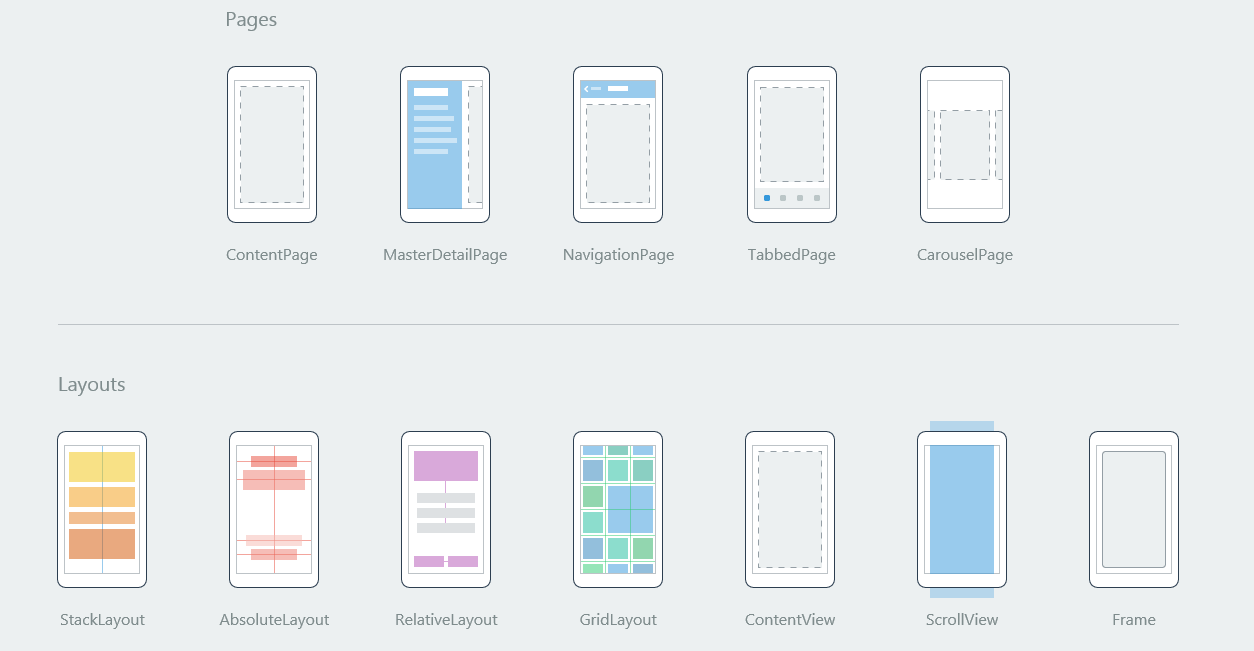 Pages
ContentPage
MasterDetailPage
NavigationPage
TabbedPage
CarouselPage
Layouts
StackLayout
AbsoluteLayout
RelativeLayout
GridLayout
ContentView
ScrollView
Frame